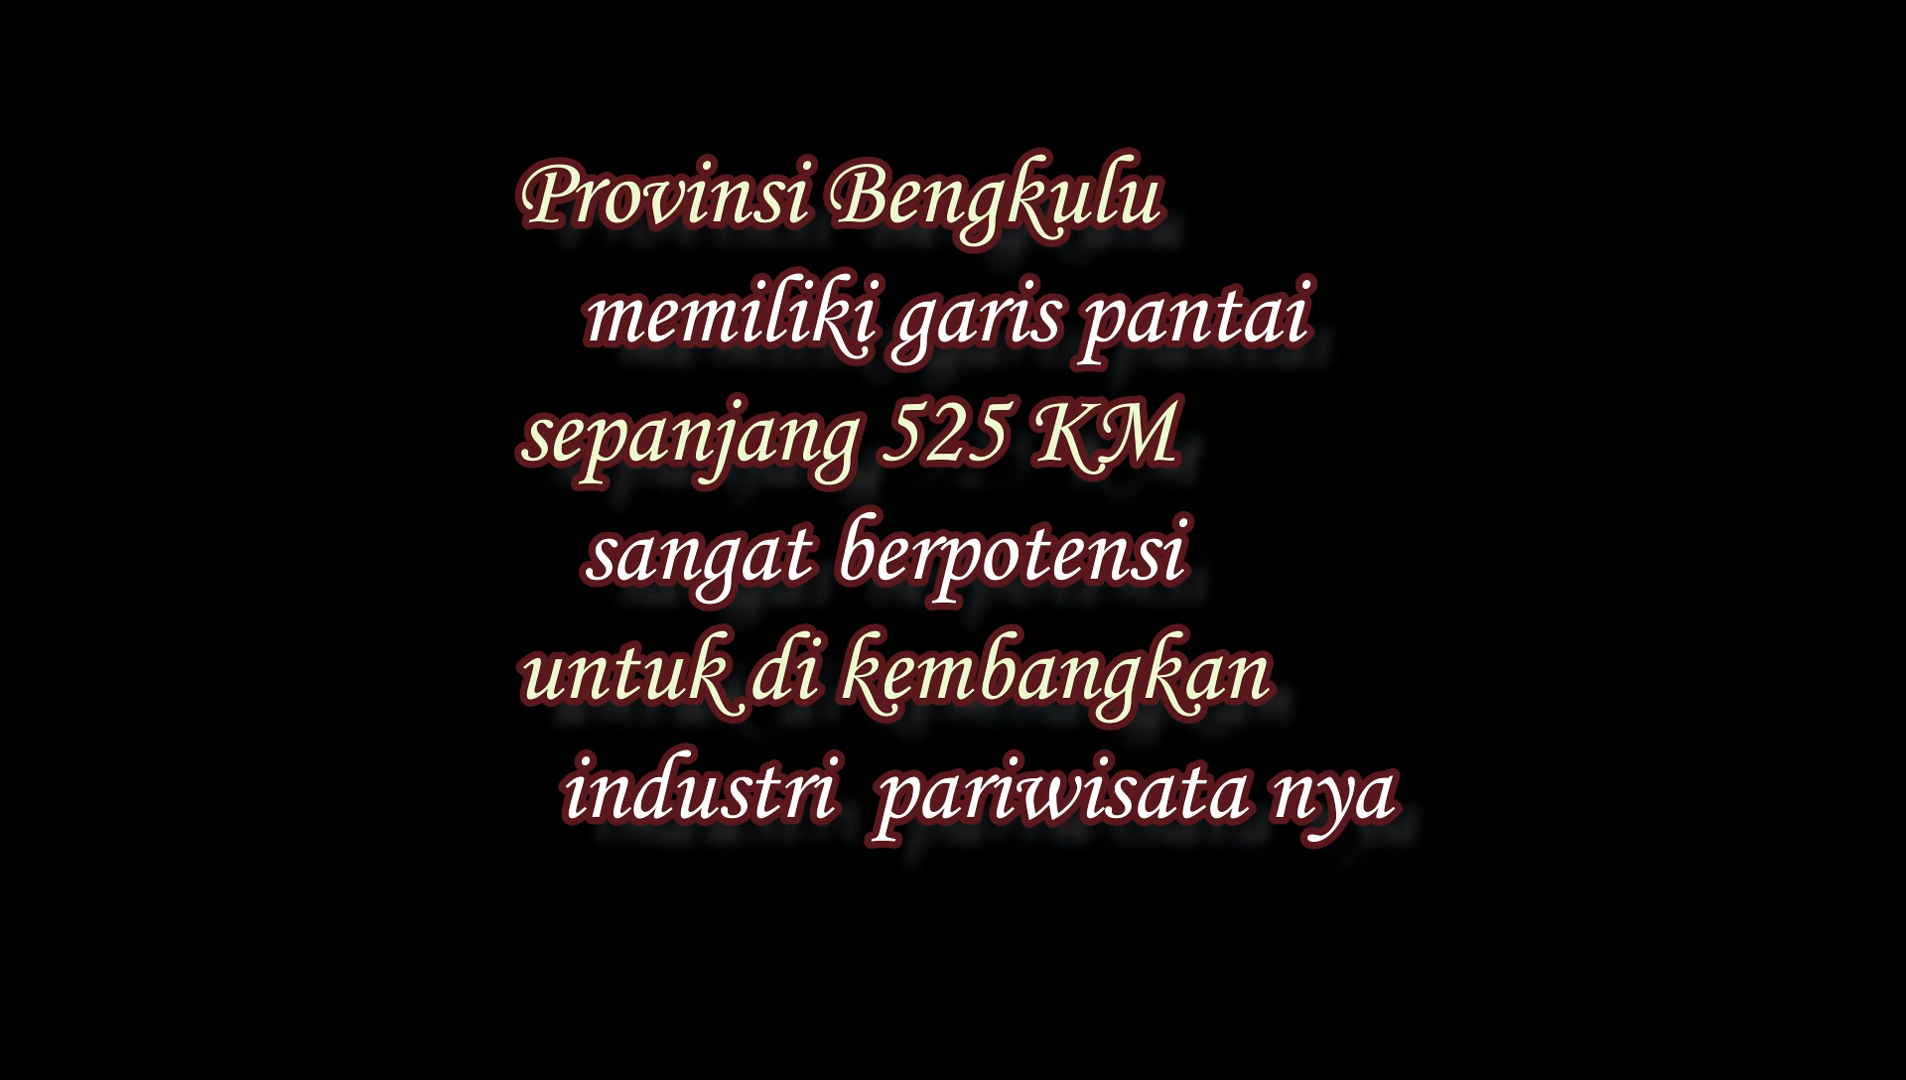 Provinsi Bengkulu
memiliki garis pantai
sepanjang 525 KM
sangat berpotensi
untuk di kembangkan
industri pariwisata nya